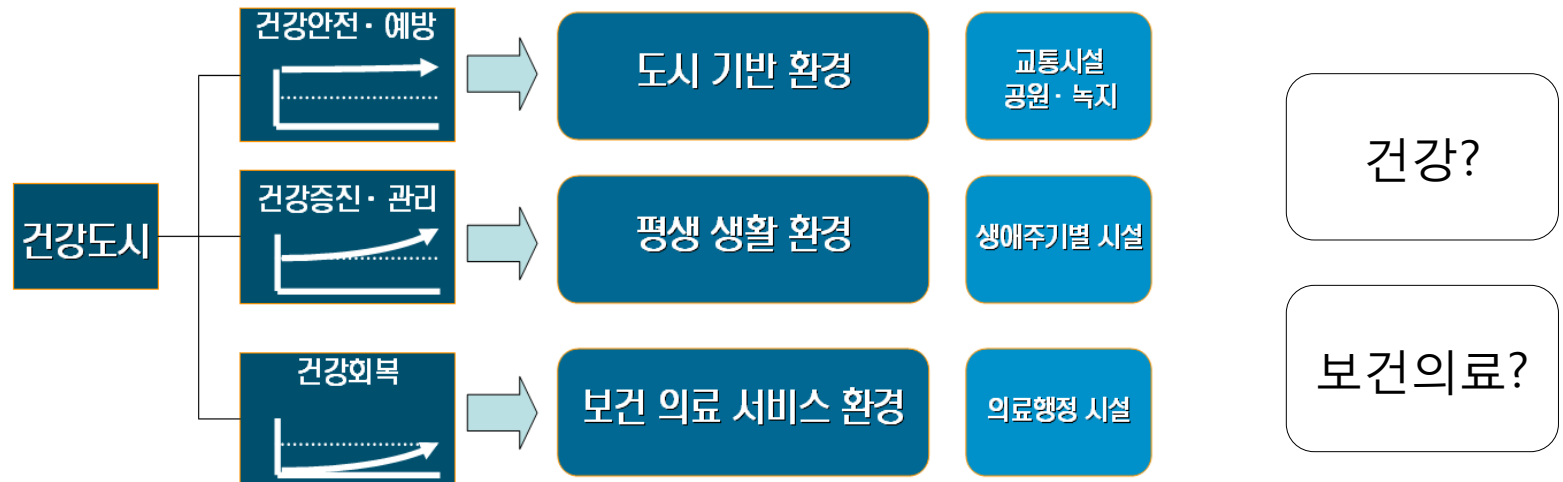 건강도시
건강안전· 예방
도시 기반 환경
교통시설
공원· 녹지
건강증진· 관리
평생 생활 환경
생애주기별 시설
건강회복
보건 의료 서비스 환경
의료행정 시설
건강?
보건의료?